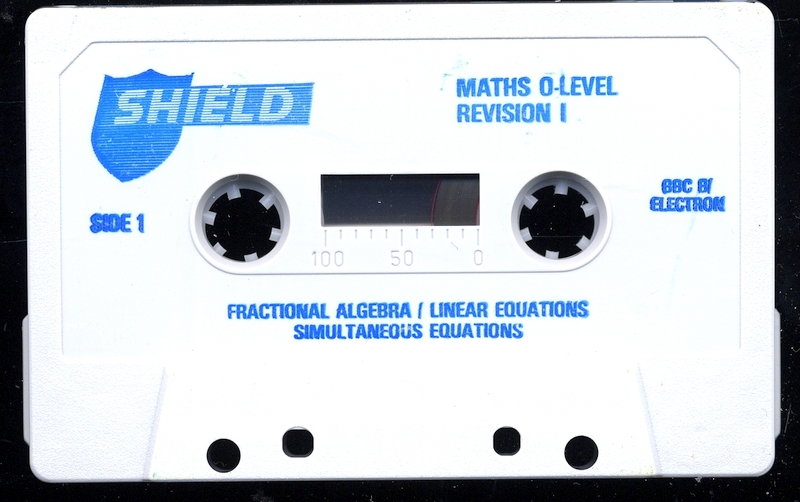 SHIELD
MATHS O-LEVEL
REVISION I
SIDE 1
BBC B/
ELECTRON
100 50 0
FRACTIONAL ALGEBRA / LINEAR EQUATIONS
SIMULTANEOUS EQUATIONS